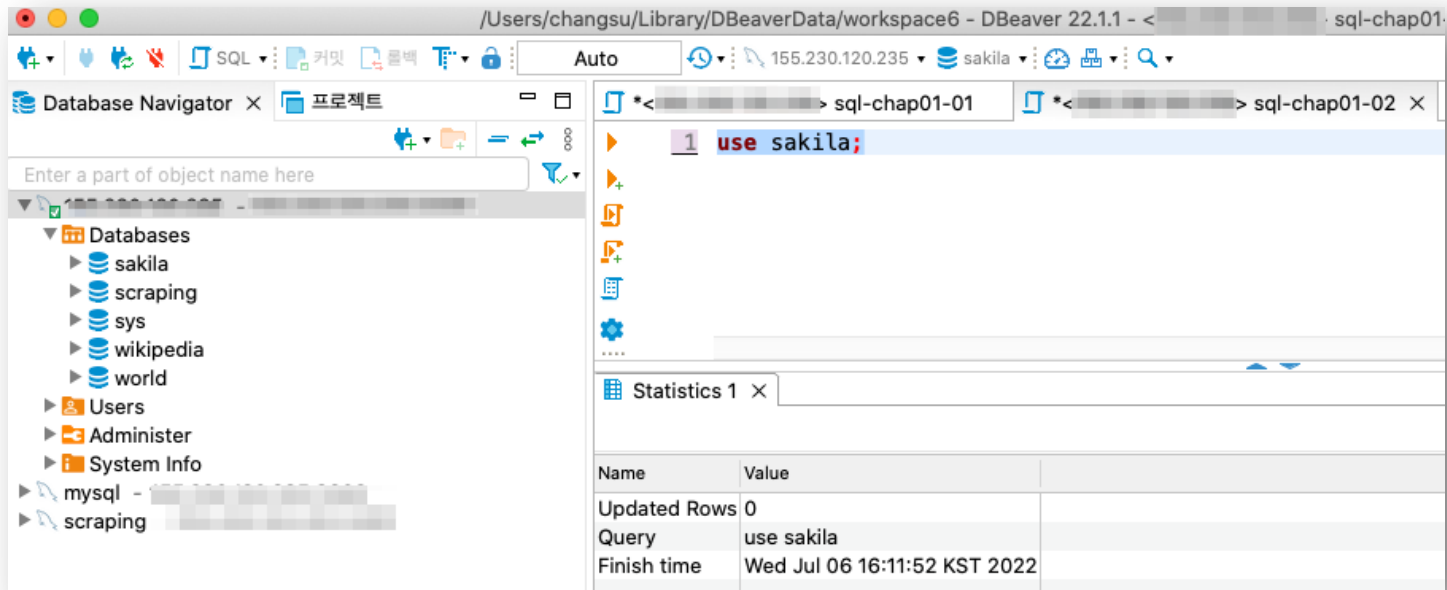 /Users/changsu/Library/DBeaverData/workspace6 - DBeaver 22.1.1 - < sql-chap01-
SQL 커밋 롤백 Auto 155.230.120.235 sakila
Database Navigator 프로젝트
*< > sql-chap01-01 *< > sql-chap01-02
Enter a part of object name here
1 use sakila;
Databases
sakila
scraping
sys
wikipedia
world
Users
Administer
System Info
mysql -
scraping
Statistics 1
Name Value
Updated Rows 0
Query use sakila
Finish time Wed Jul 06 16:11:52 KST 2022